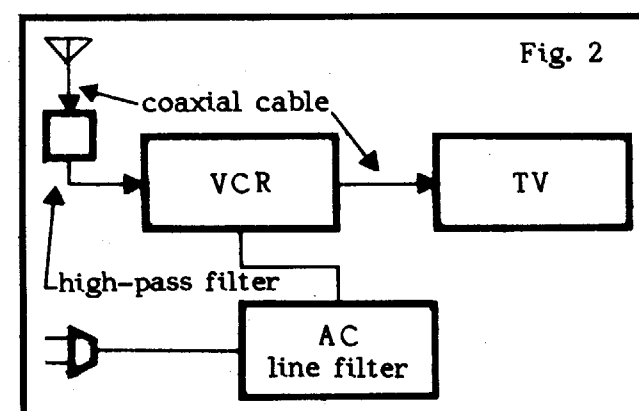 Fig. 2
coaxial cable
VCR
TV
high-pass filter
AC
line filter